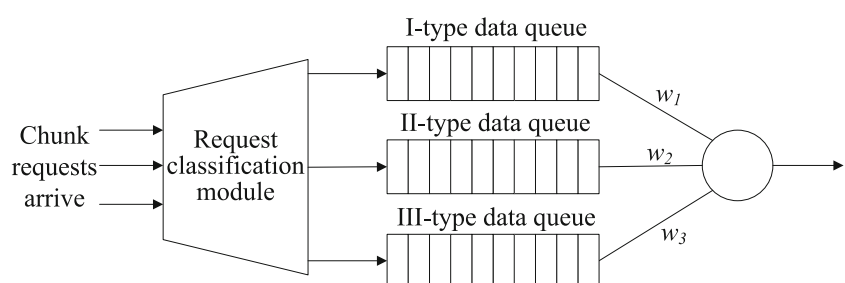 Chunk
requests
arrive
Request
classification
module
I-type data queue
II-type data queue
III-type data queue
w1
w2
w3